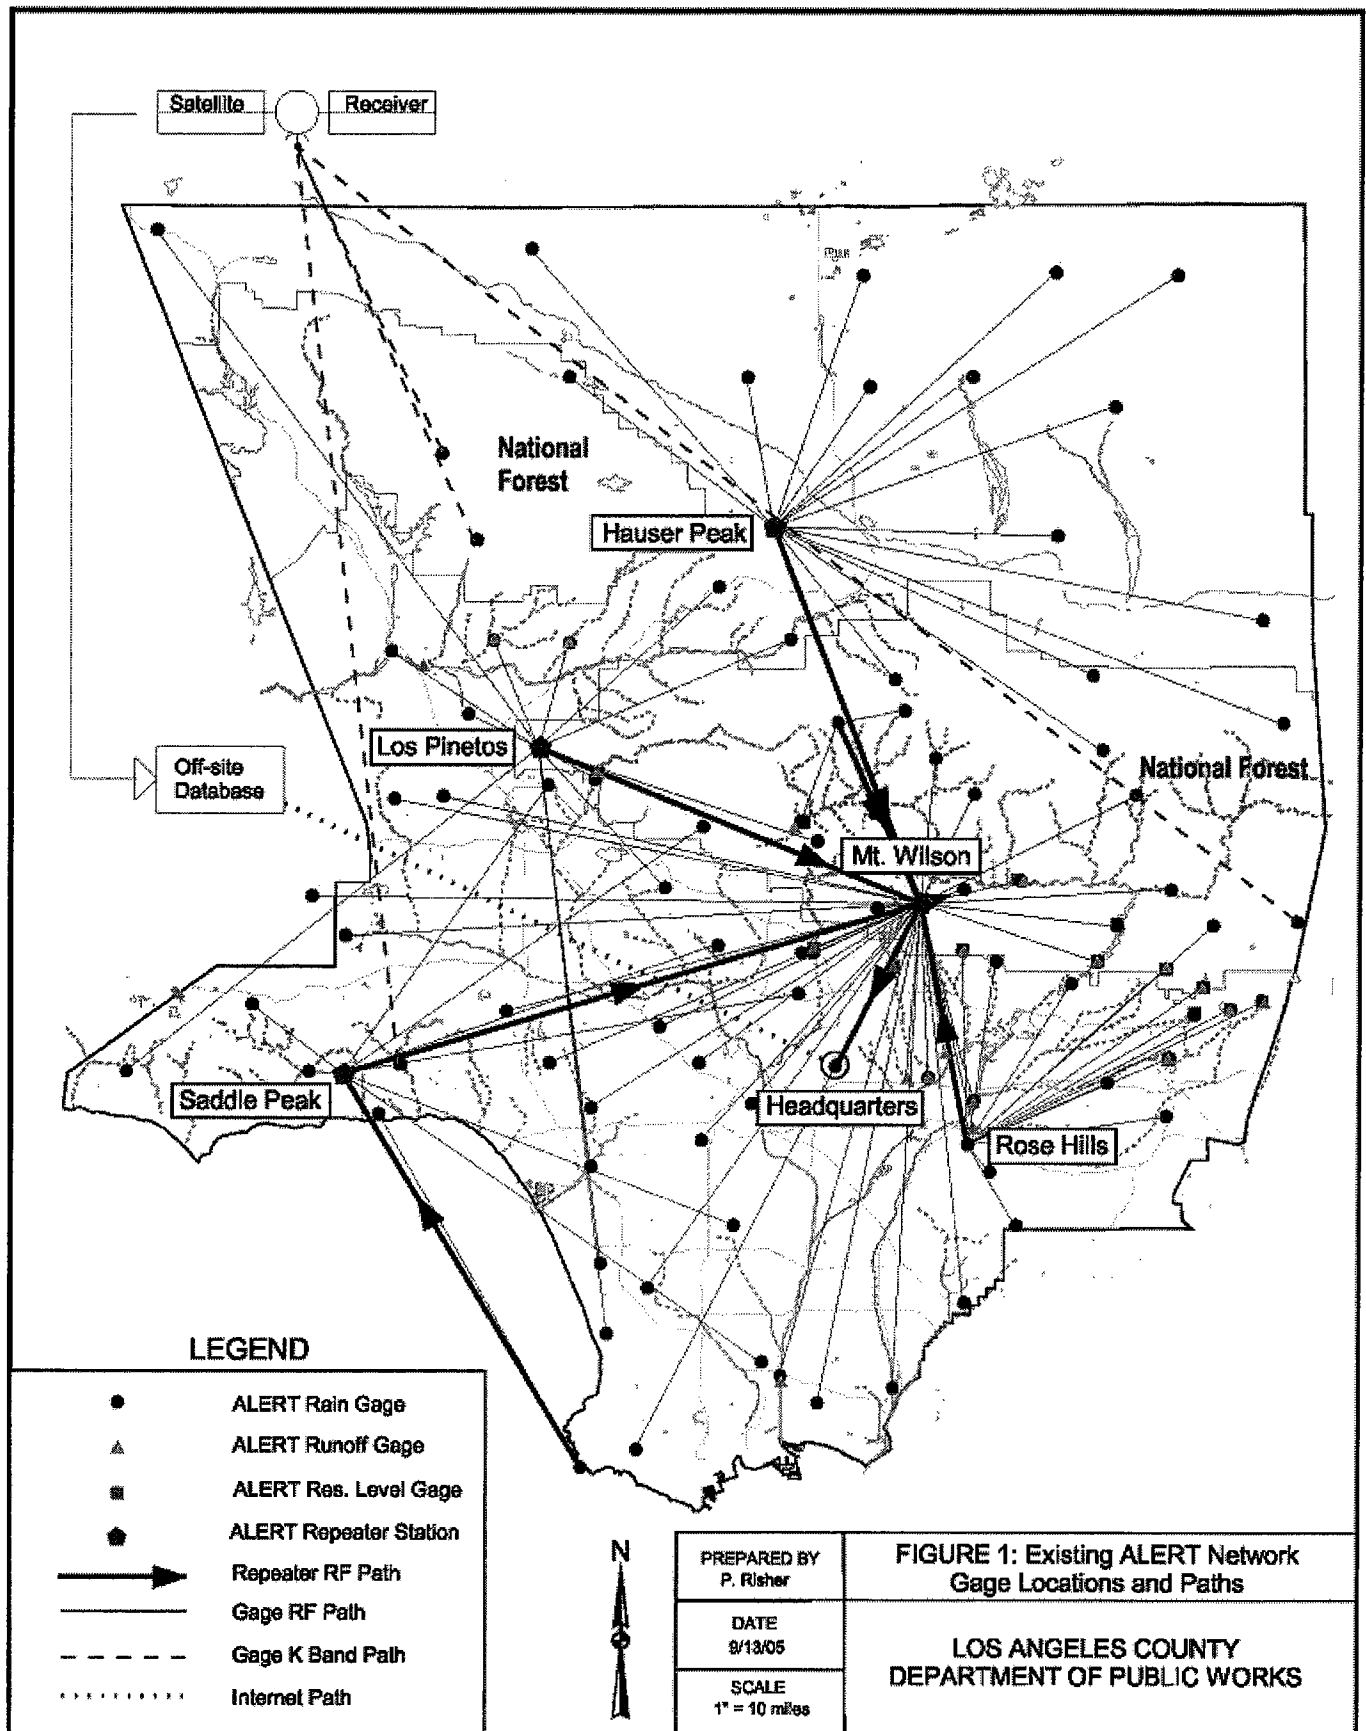 Satellite
Receiver
National
Forest
Hauser Peak
Los Pinetos
Off-site
Database
National Forest
Mt. Wilson
Saddle Peak
Headquarters
Rose Hills
LEGEND
ALERT Rain Gage
ALERT Runoff Gage
ALERT Res. Level Gage
ALERT Repeater Station
Repeater RF Path
Gage RF Path
Gage K Band Path
Internet Path
N
PREPARED BY
P. Risher
DATE
9/13/05
SCALE
1" = 10 miles
FIGURE 1: Existing ALERT Network
Gage Locations and Paths
LOS ANGELES COUNTY
DEPARTMENT OF PUBLIC WORKS